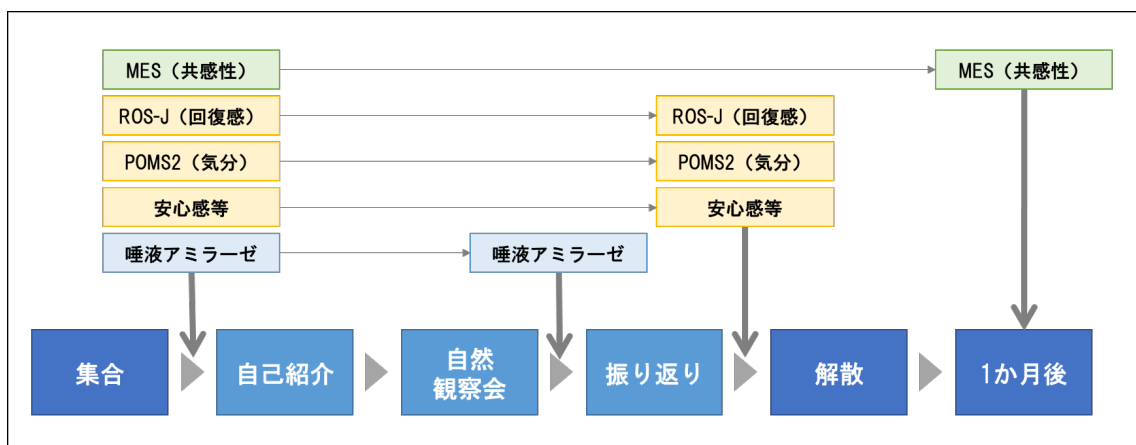 MES（共感性）
MES（共感性）
ROS-J（回復感）
ROS-J（回復感）
POMS2（気分）
POMS2（気分）
安心感等
安心感等
唾液アミラーゼ
唾液アミラーゼ
集合
自己紹介
自然
観察会
振り返り
解散
1か月後